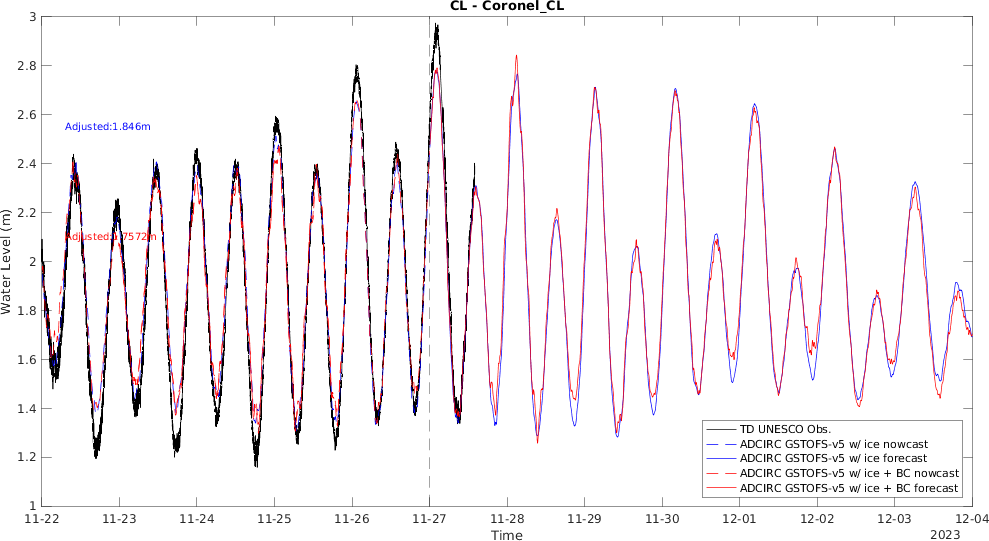 CL - Coronel_CL
3
2.8
2.6
2.4
2.2
2
1.8
1.6
1.4
1.2
1
Water Level (m)
Adjusted:1.846m
TD UNESCO Obs.
ADCIRC GSTOFS-v5 w/ ice nowcast
ADCIRC GSTOFS-v5 w/ ice forecast
ADCIRC GSTOFS-v5 w/ ice + BC nowcast
ADCIRC GSTOFS-v5 w/ ice + BC forecast
11-22 11-23 11-24 11-25 11-26 11-27 11-28 11-29 11-30 12-01 12-02 12-03 12-04
Time
2023